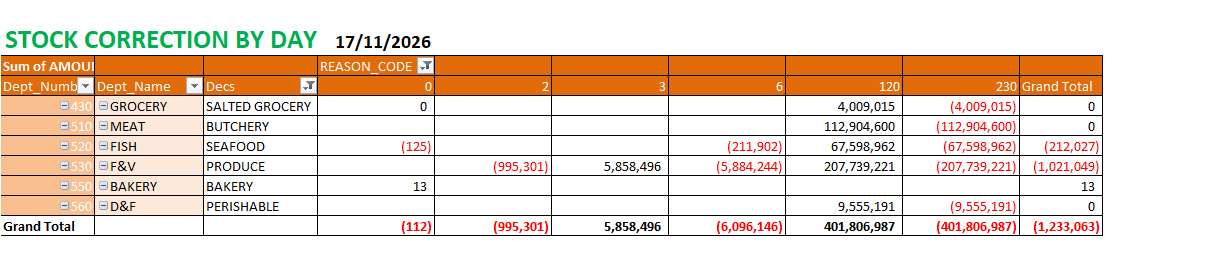 STOCK CORRECTION BY DAY 17/11/2026
Sum of AMOU REASON_CODE
Dept_Numb Dept_Name Decs 0 2 3 6 120 230 Grand Total
430 GROCERY SALTED GROCERY 0 4,009,015 (4,009,015) 0
510 MEAT BUTCHERY 112,904,600 (112,904,600) 0
520 FISH SEAFOOD (125) (211,902) 67,598,962 (67,598,962) (212,027)
530 F&V PRODUCE (995,301) 5,858,496 (5,884,244) 207,739,221 (207,739,221) (1,021,049)
550 BAKERY BAKERY 13 13
560 D&F PERISHABLE 9,555,191 (9,555,191) 0
Grand Total (112) (995,301) 5,858,496 (6,096,146) 401,806,987 (401,806,987) (1,233,063)